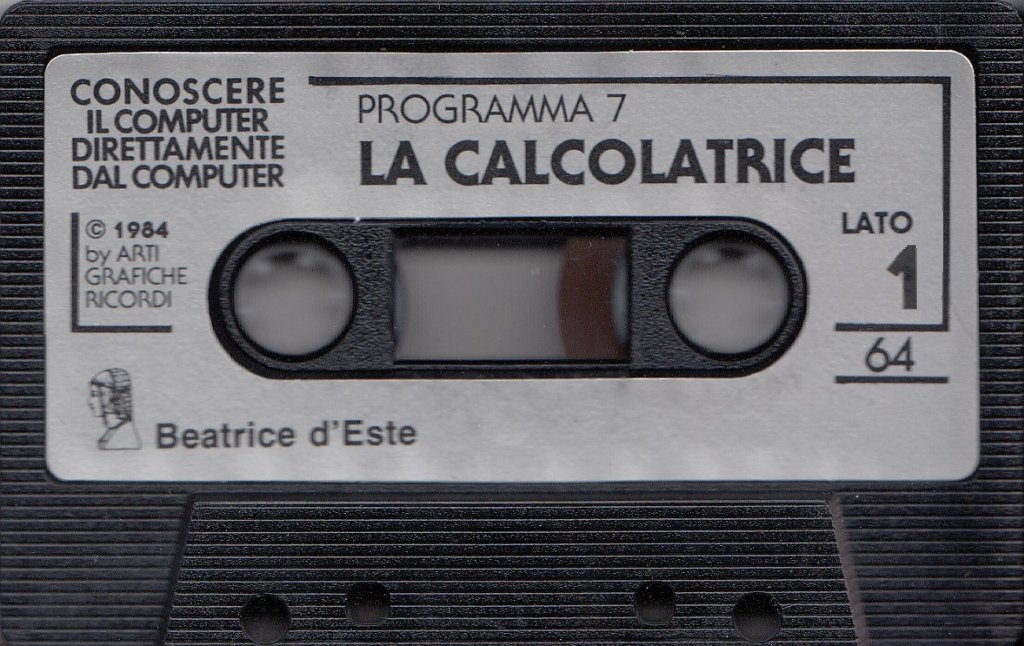 CONOSCERE
IL COMPUTER
DIRETTAMENTE
DAL COMPUTER
PROGRAMMA 7
LA CALCOLATRICE
© 1984
by ARTI
GRAFICHE
RICORDI
LATO
1
64
Beatrice d'Este